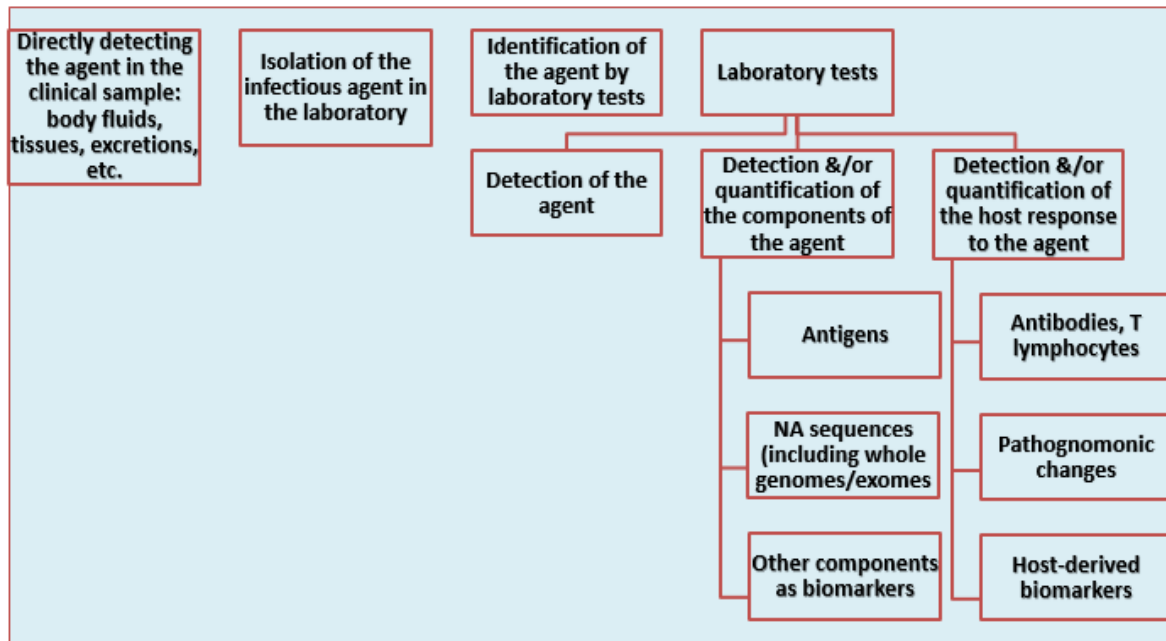 Directly detecting
the agent in the
clinical sample:
body fluids,
tissues, excretions,
etc.
Isolation of the
infectious agent in
the laboratory
Identification of
the agent by
laboratory tests
Laboratory tests
Detection of the
agent
Detection &/or
quantification of
the components of
the agent
Detection &/or
quantification of
the host response
to the agent
Antigens
NA sequences
(including whole
genomes/exomes
Other components
as biomarkers
Antibodies, T
lymphocytes
Pathognomonic
changes
Host-derived
biomarkers